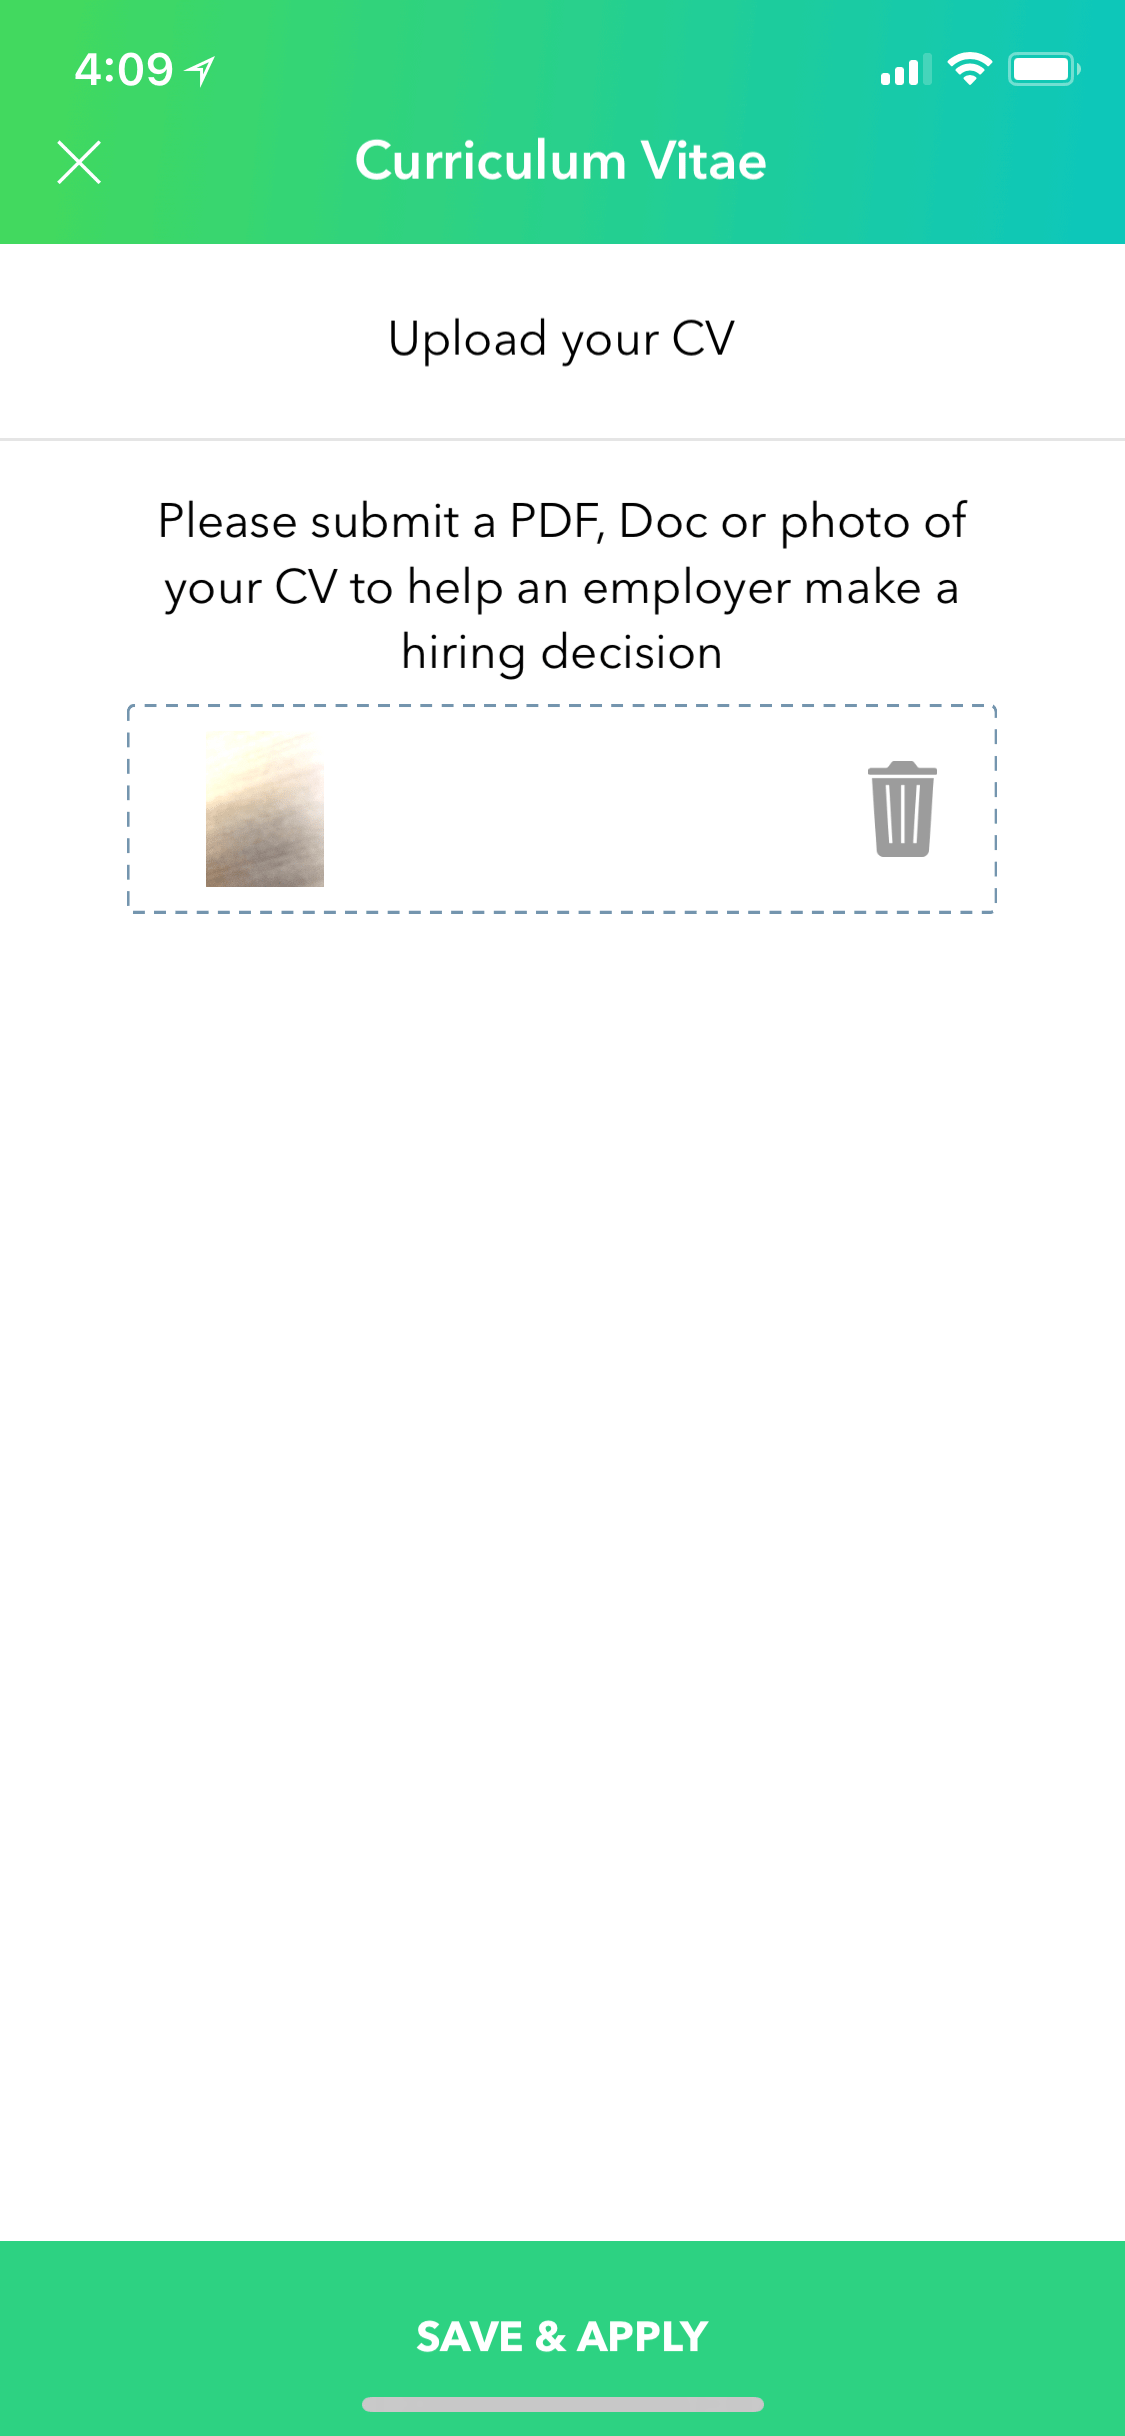 4:09
Curriculum Vitae
Upload your CV
Please submit a PDF, Doc or photo of
your CV to help an employer make a
hiring decision
SAVE & APPLY